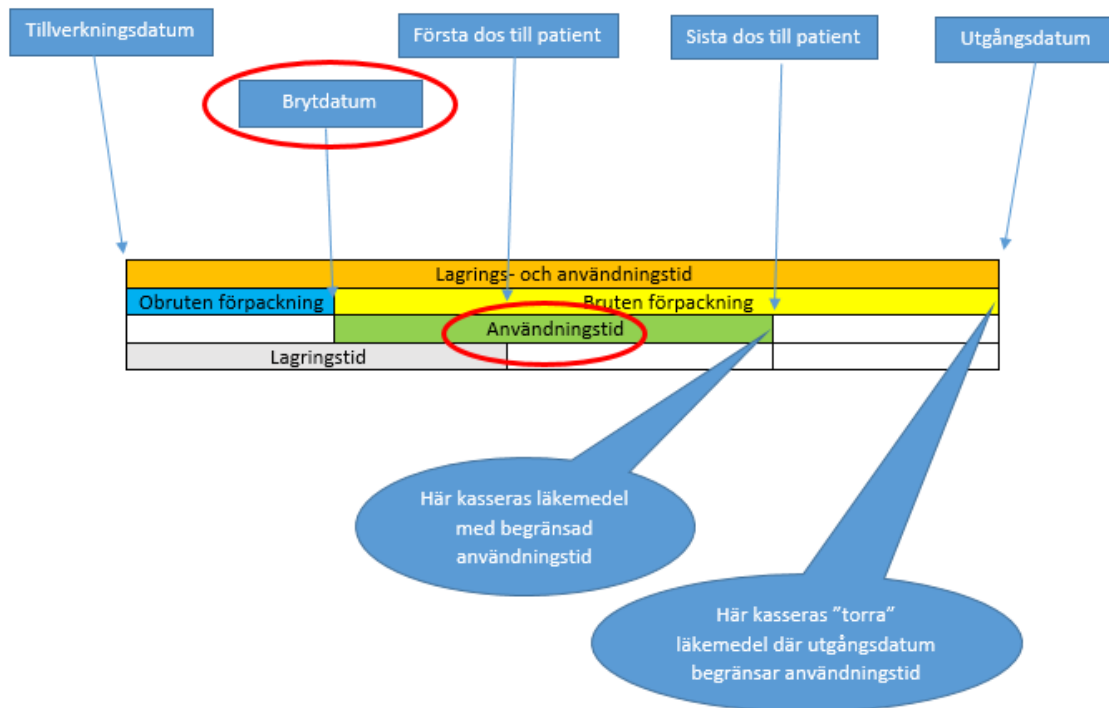 Tillverkningsdatum
Första dos till patient
Sista dos till patient
Utgångsdatum
Brytdatum
Lagrings- och användningstid
Obruten förpackning
Bruten förpackning
Användningstid
Lagringstid
Här kasseras läkemedel
med begränsad
användningstid
Här kasseras ”torra”
läkemedel där utgångsdatum
begränsar användningstid